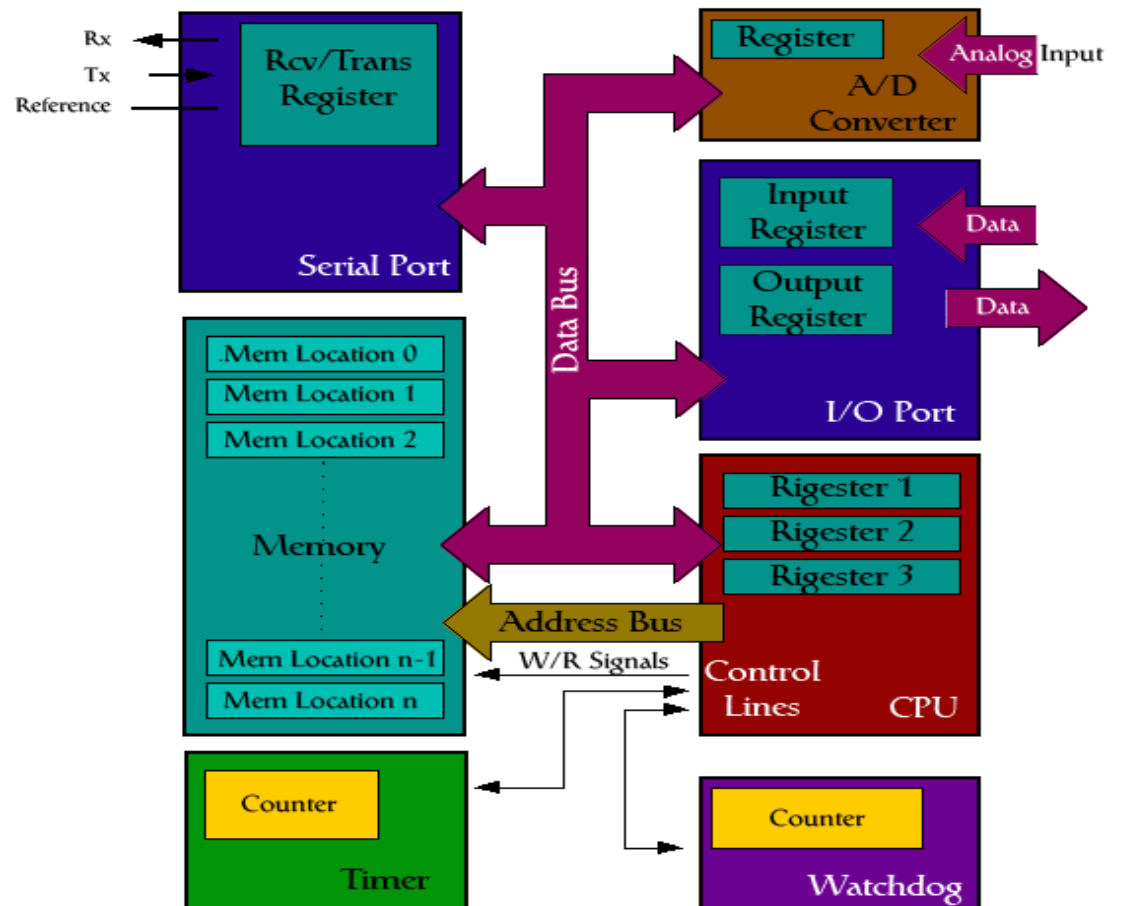 Rx
Tx
Reference
Rcv/Trans
Register
Serial Port
Register
A/D
Converter
Analog Input
Input
Register
Output
Register
Data
Data
I/O Port
Data Bus
.Mem Location 0
Mem Location 1
Mem Location 2
Memory
Mem Location n-1
Mem Location n
Rigester 1
Rigester 2
Rigester 3
Address Bus
W/R Signals
Control
Lines
CPU
Counter
Timer
Counter
Watchdog